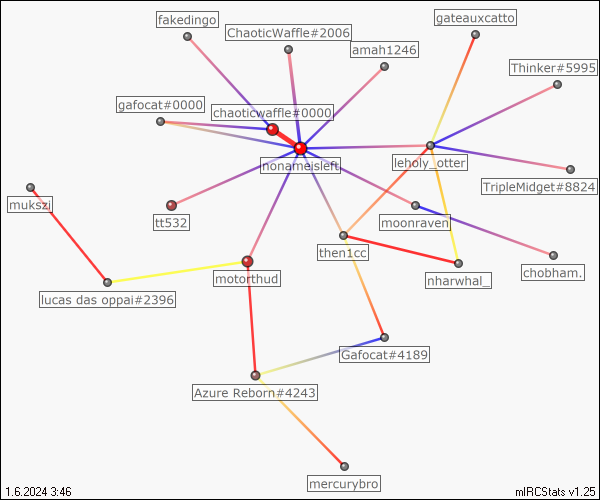 gateauxcatto
fakedingo
ChaoticWaffle#2006
amah1246
Thinker#5995
gafocat#0000
chaoticwaffle#0000
nonameisleft
leholy_otter
TripleMidget#8824
mukszi
tt532
moonraven
then1cc
chobham.
motorthud
nharwhal_
lucas das oppai#2396
Gafocat#4189
Azure Reborn#4243
mercurybro
1.6.2024 3:46
mIRCStats v1.25